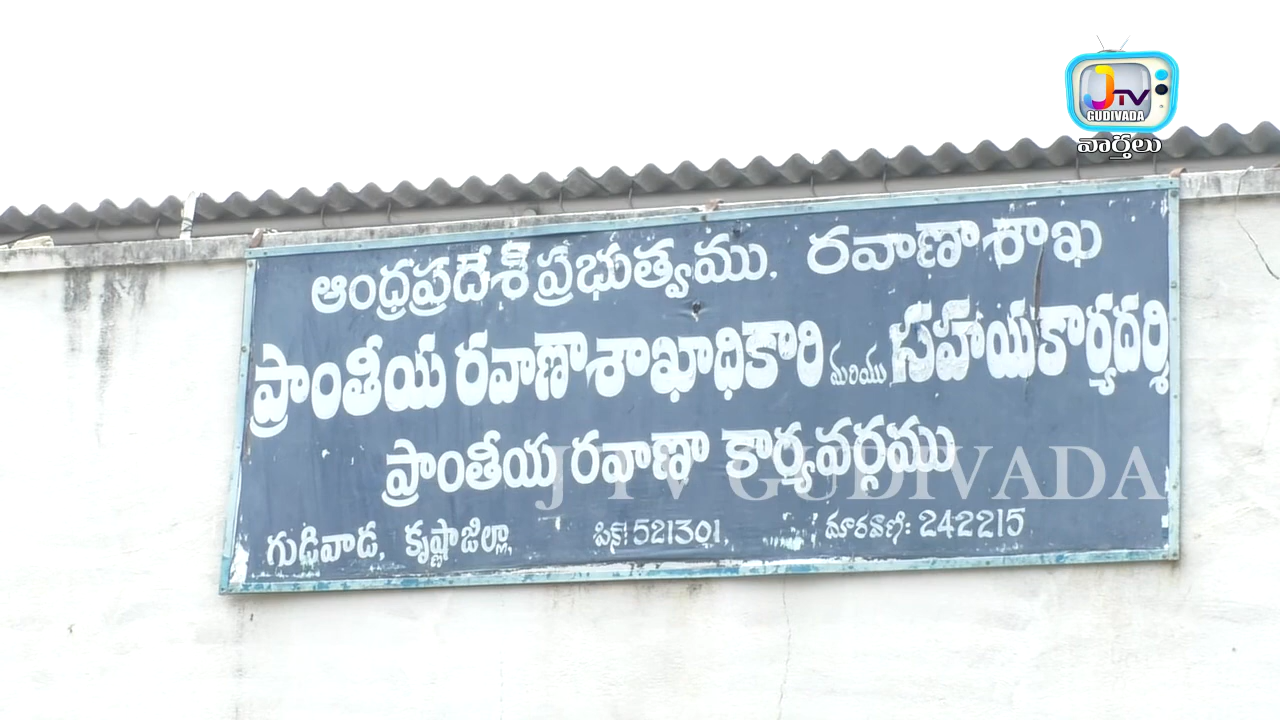 JTV
GUDIVADA
వార్తలు
ఆంధ్రప్రదేశ్ ప్రభుత్వము, రవాణాశాఖ
ప్రాంతీయ రవాణాశాఖాధికారి మరియు సహాయకార్యదర్శి
ప్రాంతీయ రవాణా కార్యవర్గము
J TV GUDIVADA
గుడివాడ, కృష్ణాజిల్లా, పిన్: 521301, దూరవాణి: 242215